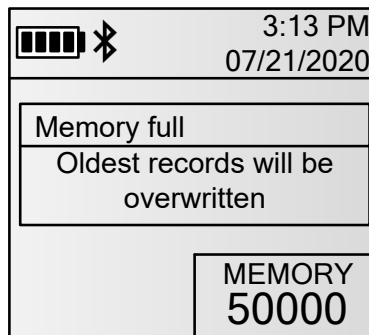 3:13 PM
07/21/2020
Memory full
Oldest records will be
overwritten
MEMORY
50000